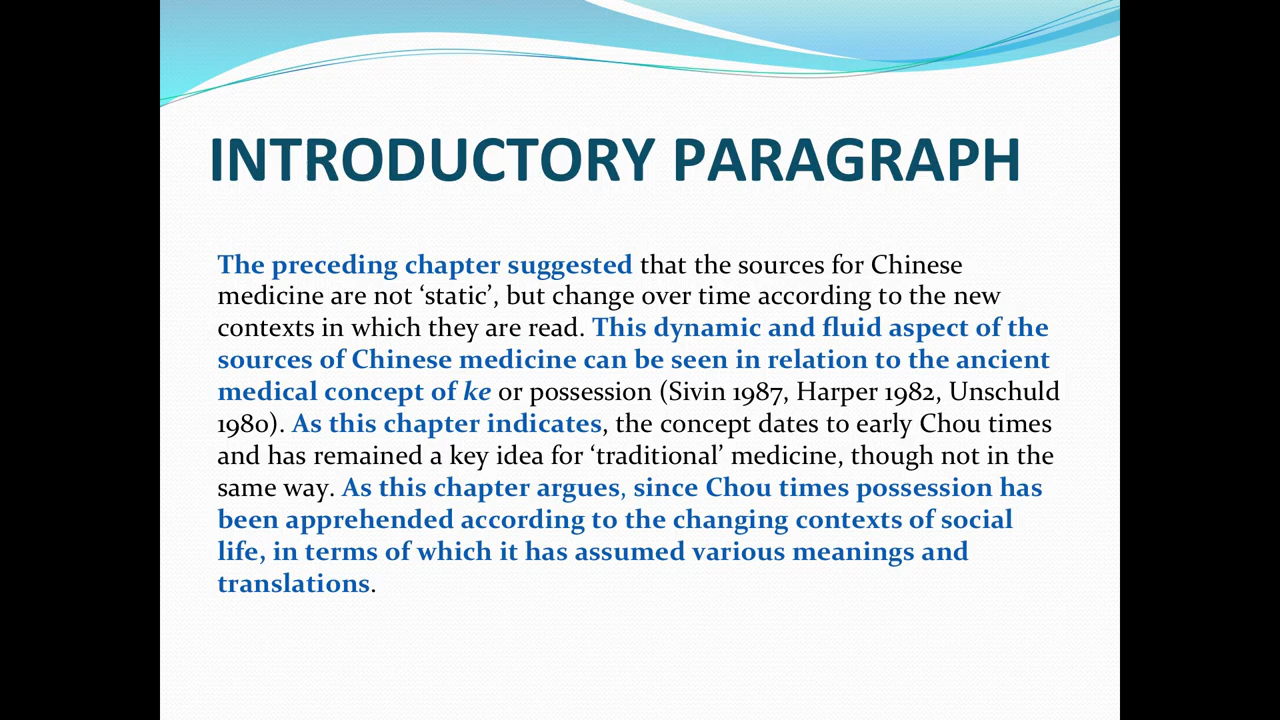 INTRODUCTORY PARAGRAPH
The preceding chapter suggested that the sources for Chinese
medicine are not ‘static’, but change over time according to the new
contexts in which they are read. This dynamic and fluid aspect of the
sources of Chinese medicine can be seen in relation to the ancient
medical concept of ke or possession (Sivin 1987, Harper 1982, Unschuld
1980). As this chapter indicates, the concept dates to early Chou times
and has remained a key idea for ‘traditional’ medicine, though not in the
same way. As this chapter argues, since Chou times possession has
been apprehended according to the changing contexts of social
life, in terms of which it has assumed various meanings and
translations.